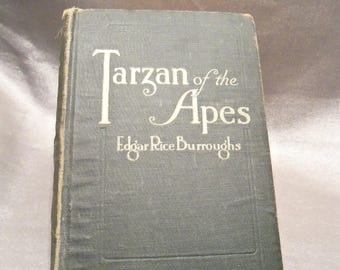 Tarzan of the
Apes
Edgar Rice Burroughs